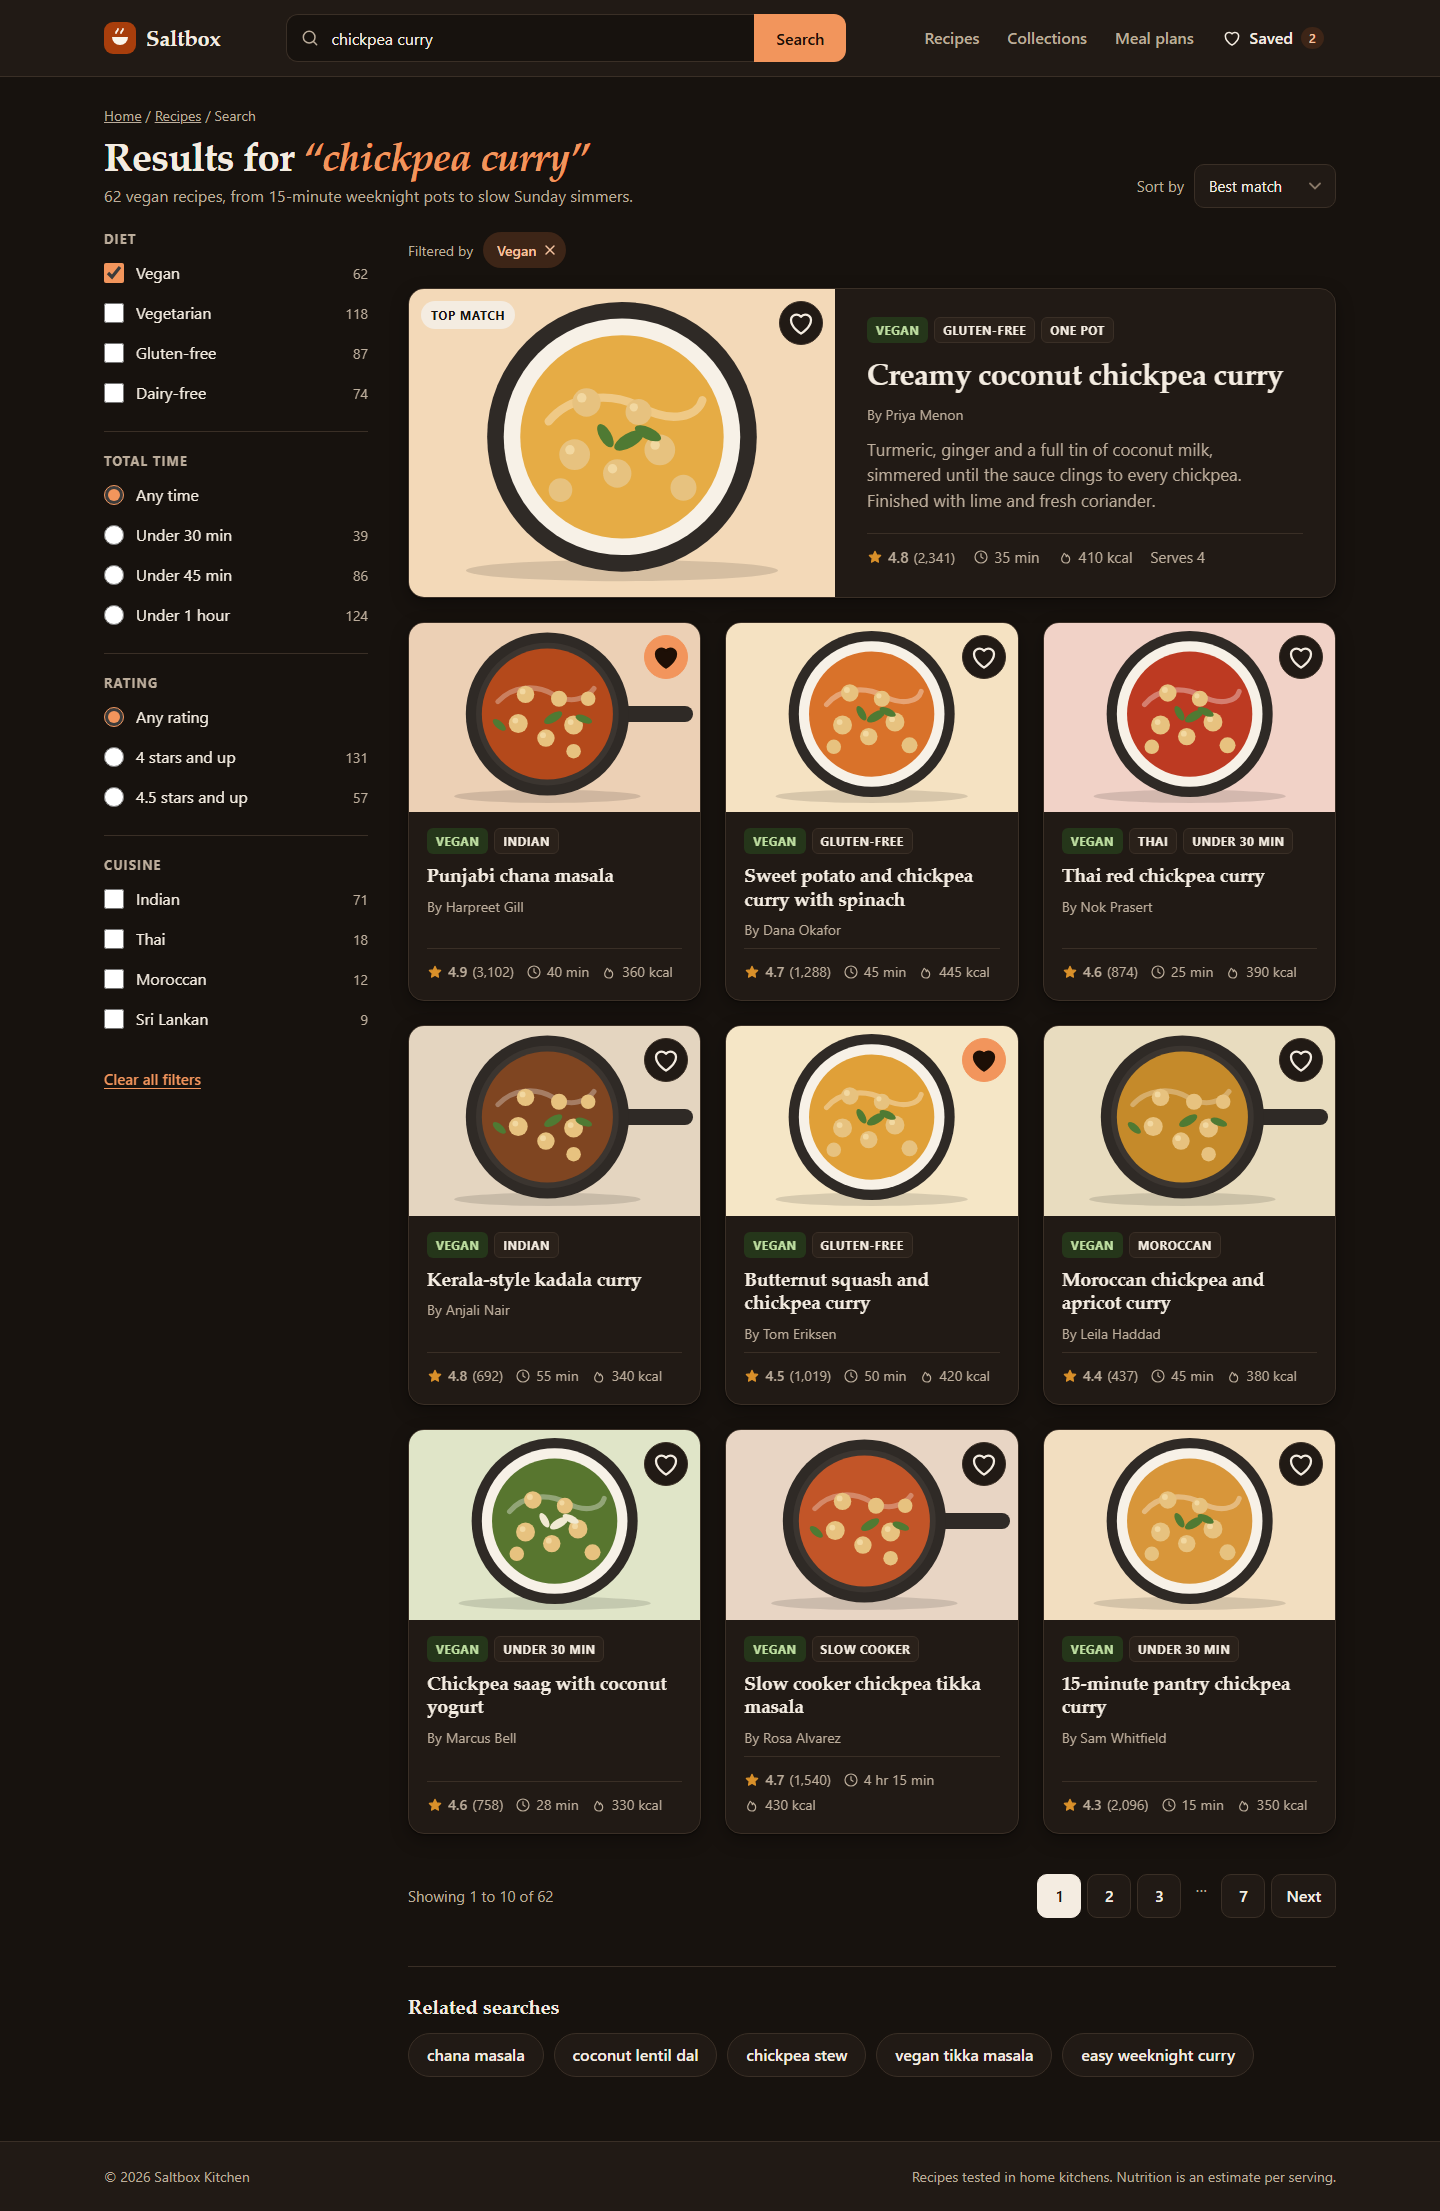 Saltbox
chickpea curry
Search
Recipes
Collections
Meal plans
Saved 2
Home / Recipes / Search
Results for “chickpea curry”
62 vegan recipes, from 15-minute weeknight pots to slow Sunday simmers.
Sort by
Best match
DIET
Vegan 62
Vegetarian 118
Gluten-free 87
Dairy-free 74
TOTAL TIME
Any time
Under 30 min 39
Under 45 min 86
Under 1 hour 124
RATING
Any rating
4 stars and up 131
4.5 stars and up 57
CUISINE
Indian 71
Thai 18
Moroccan 12
Sri Lankan 9
Clear all filters
Filtered by Vegan
TOP MATCH
VEGAN GLUTEN-FREE ONE POT
Creamy coconut chickpea curry
By Priya Menon
Turmeric, ginger and a full tin of coconut milk,
simmered until the sauce clings to every chickpea.
Finished with lime and fresh coriander.
4.8 (2,341) 35 min 410 kcal Serves 4
VEGAN INDIAN
Punjabi chana masala
By Harpreet Gill
4.9 (3,102) 40 min 360 kcal
VEGAN GLUTEN-FREE
Sweet potato and chickpea
curry with spinach
By Dana Okafor
4.7 (1,288) 45 min 445 kcal
VEGAN THAI UNDER 30 MIN
Thai red chickpea curry
By Nok Prasert
4.6 (874) 25 min 390 kcal
VEGAN INDIAN
Kerala-style kadala curry
By Anjali Nair
4.8 (692) 55 min 340 kcal
VEGAN GLUTEN-FREE
Butternut squash and
chickpea curry
By Tom Eriksen
4.5 (1,019) 50 min 420 kcal
VEGAN MOROCCAN
Moroccan chickpea and
apricot curry
By Leila Haddad
4.4 (437) 45 min 380 kcal
VEGAN UNDER 30 MIN
Chickpea saag with coconut
yogurt
By Marcus Bell
4.6 (758) 28 min 330 kcal
VEGAN SLOW COOKER
Slow cooker chickpea tikka
masala
By Rosa Alvarez
4.7 (1,540) 4 hr 15 min
430 kcal
VEGAN UNDER 30 MIN
15-minute pantry chickpea
curry
By Sam Whitfield
4.3 (2,096) 15 min 350 kcal
Showing 1 to 10 of 62
1 2 3 … 7 Next
Related searches
chana masala
coconut lentil dal
chickpea stew
vegan tikka masala
easy weeknight curry
© 2026 Saltbox Kitchen
Recipes tested in home kitchens. Nutrition is an estimate per serving.